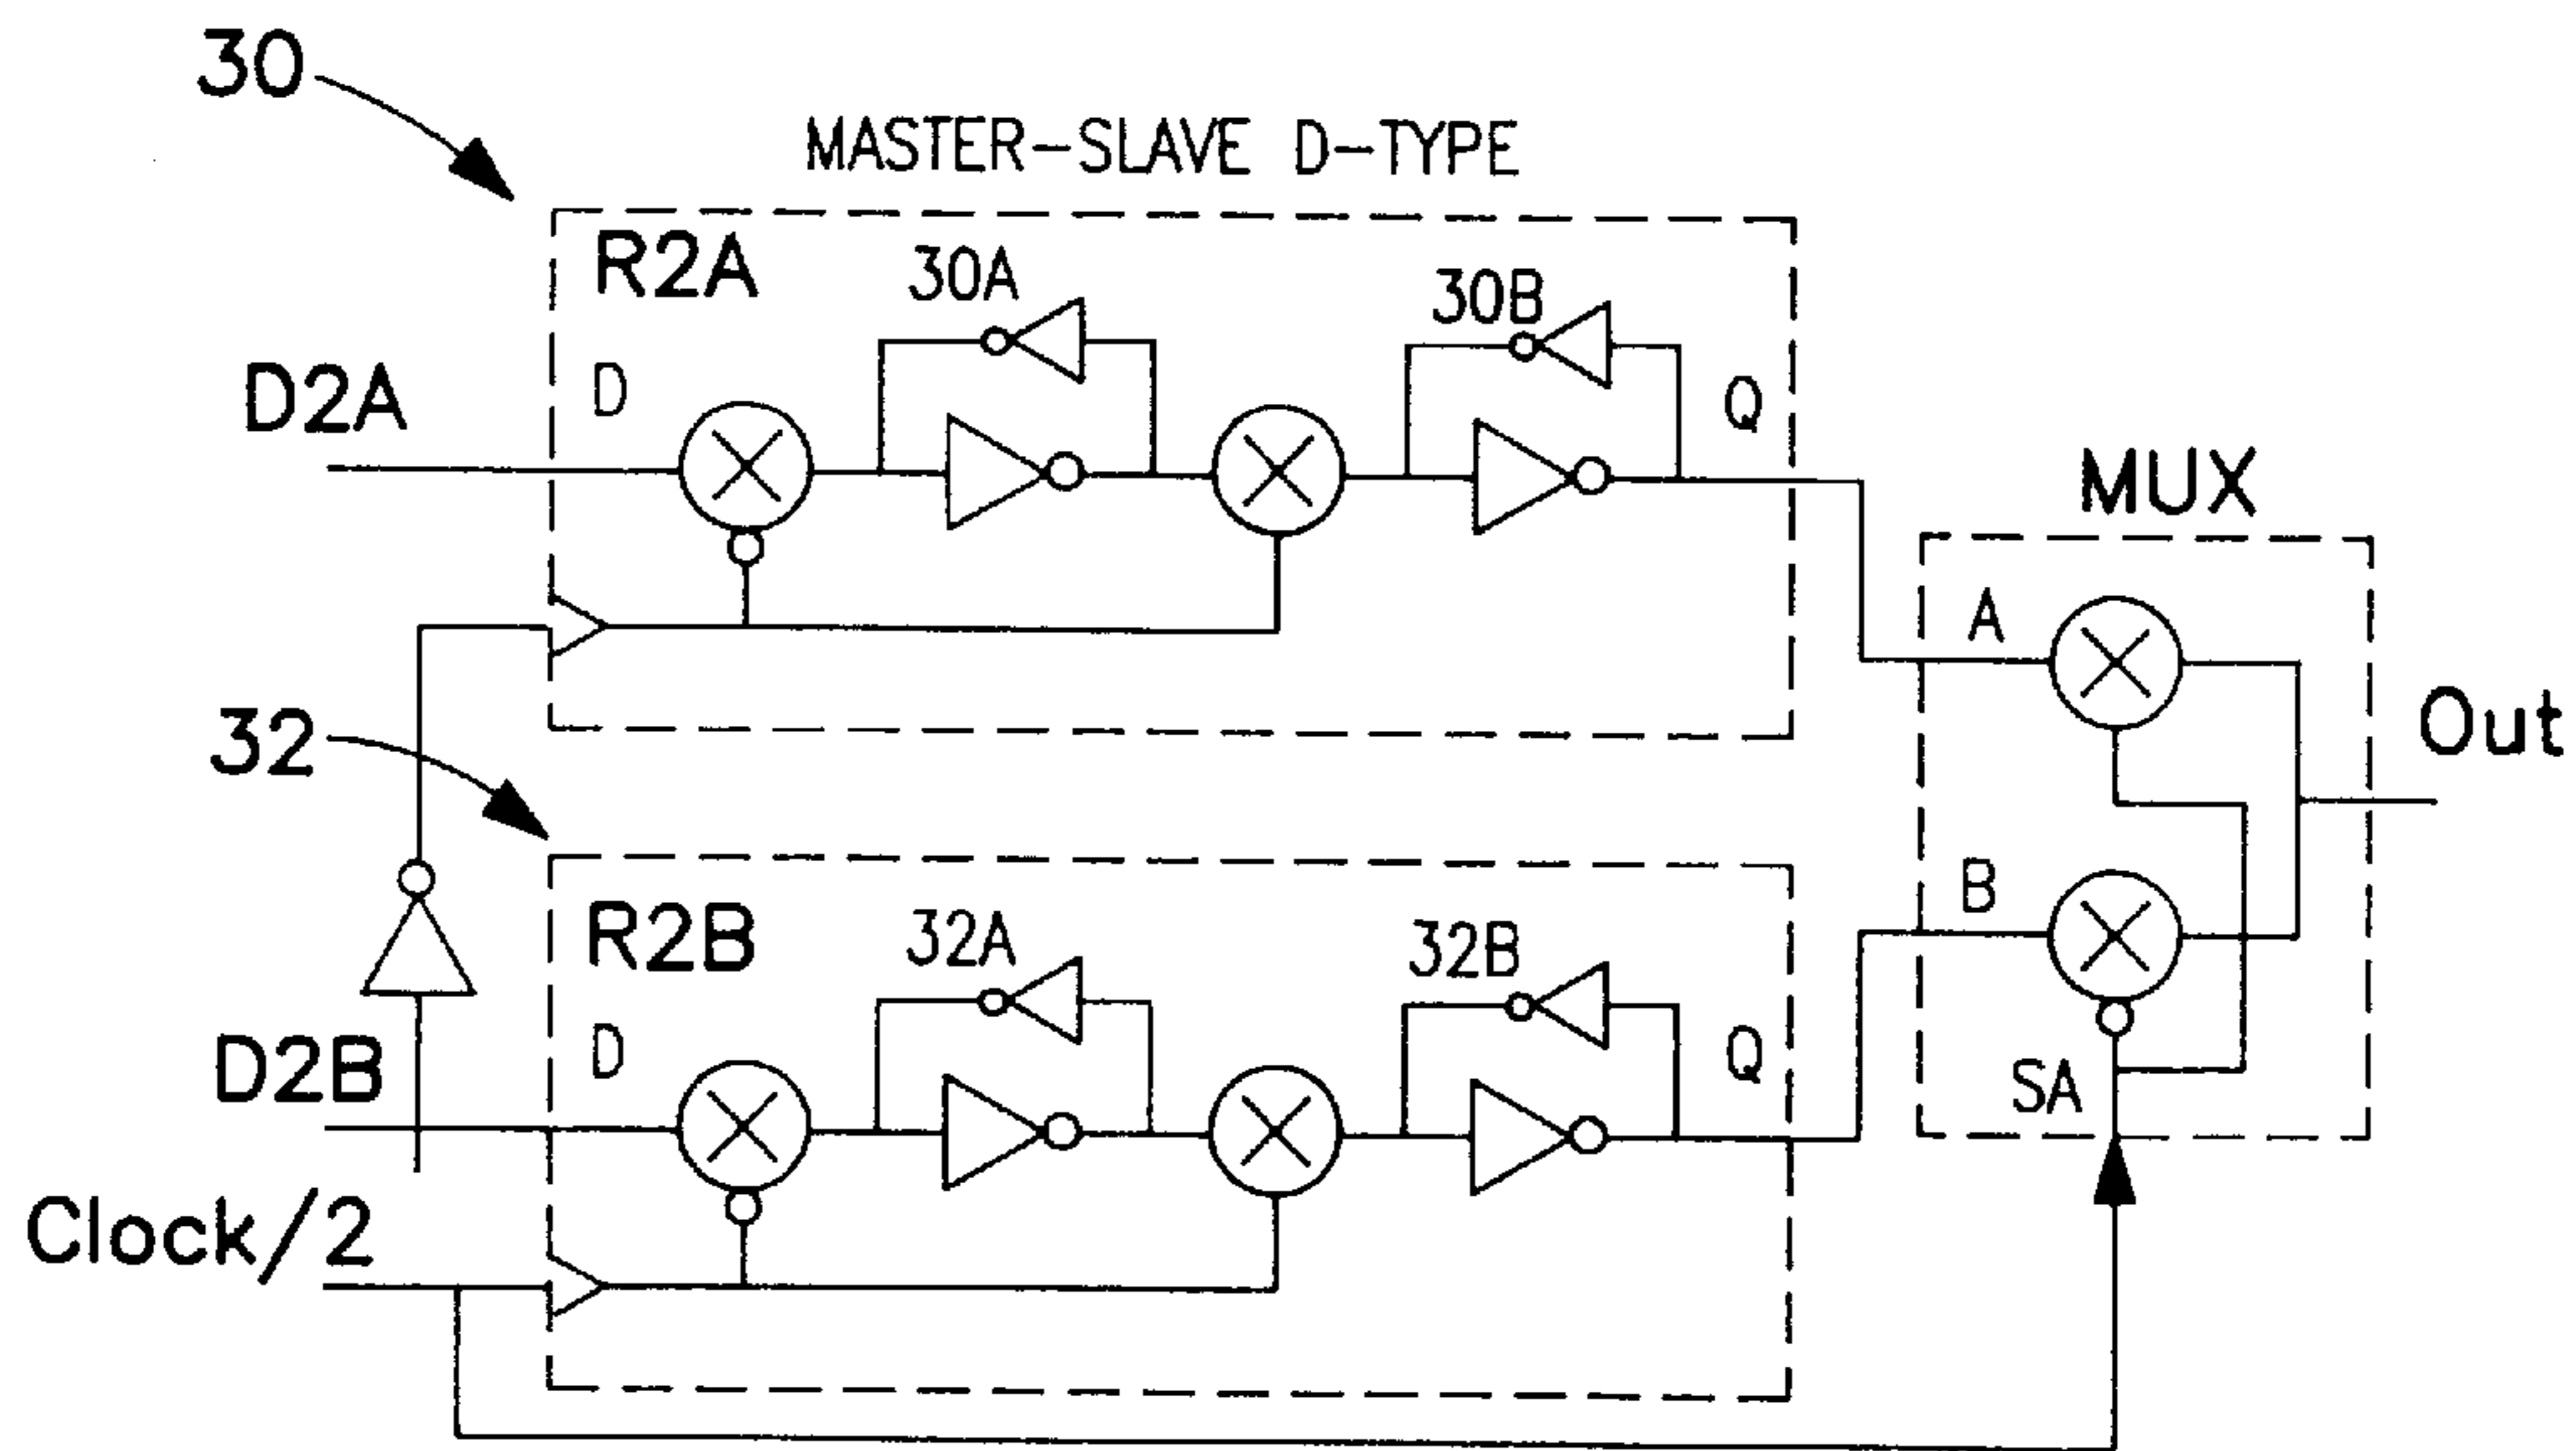 30
MASTER-SLAVE D-TYPE
R2A
30A
30B
D2A
D
Q
MUX
A
Out
32
B
R2B
32A
32B
D2B
D
Q
SA
Clock/2